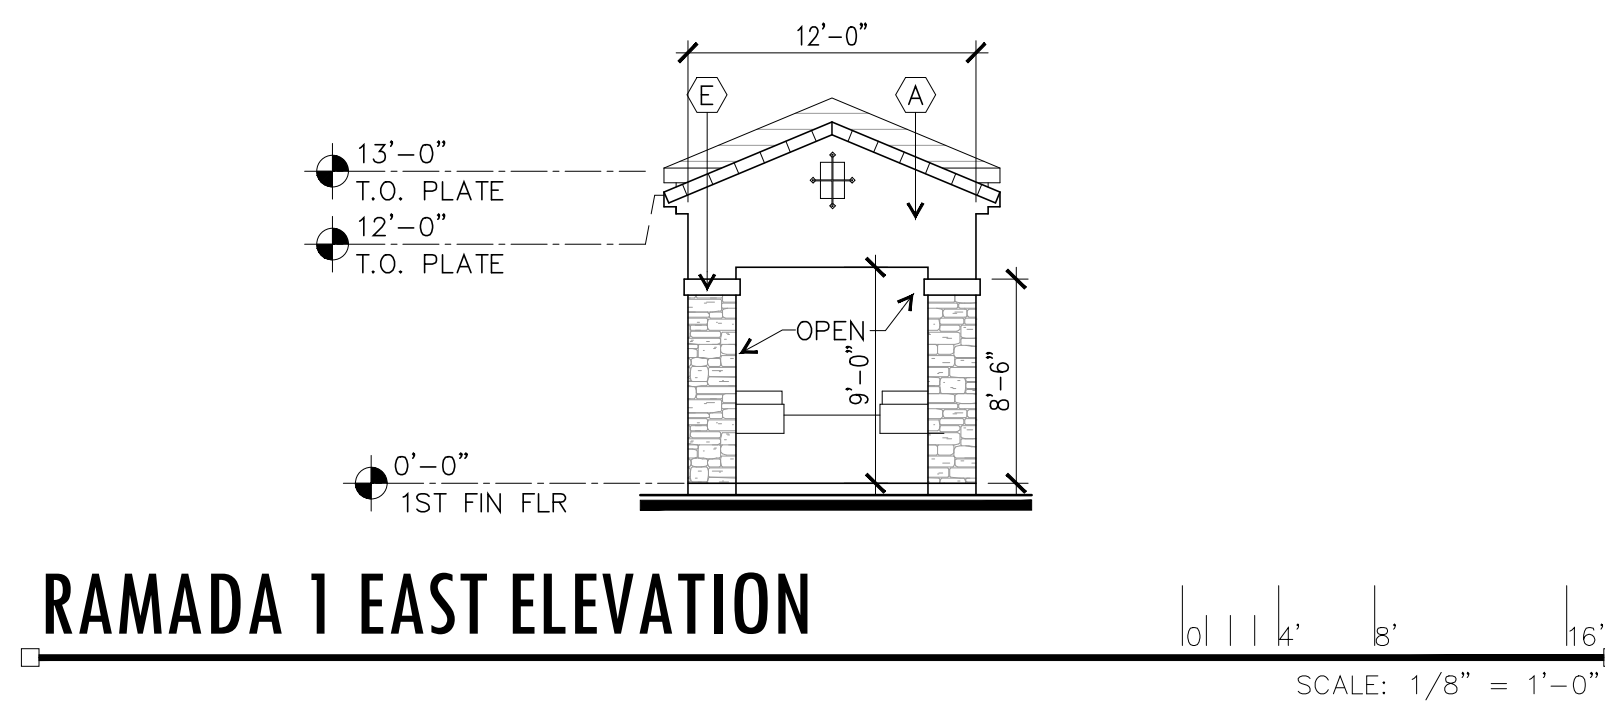 12'-0"
E
A
13'-0"
T.O. PLATE
12'-0"
T.O. PLATE
OPEN
9'-0"
8'-6"
0'-0"
1ST FIN FLR
RAMADA 1 EAST ELEVATION
0 4' 8' 16'
SCALE: 1/8" = 1'-0"